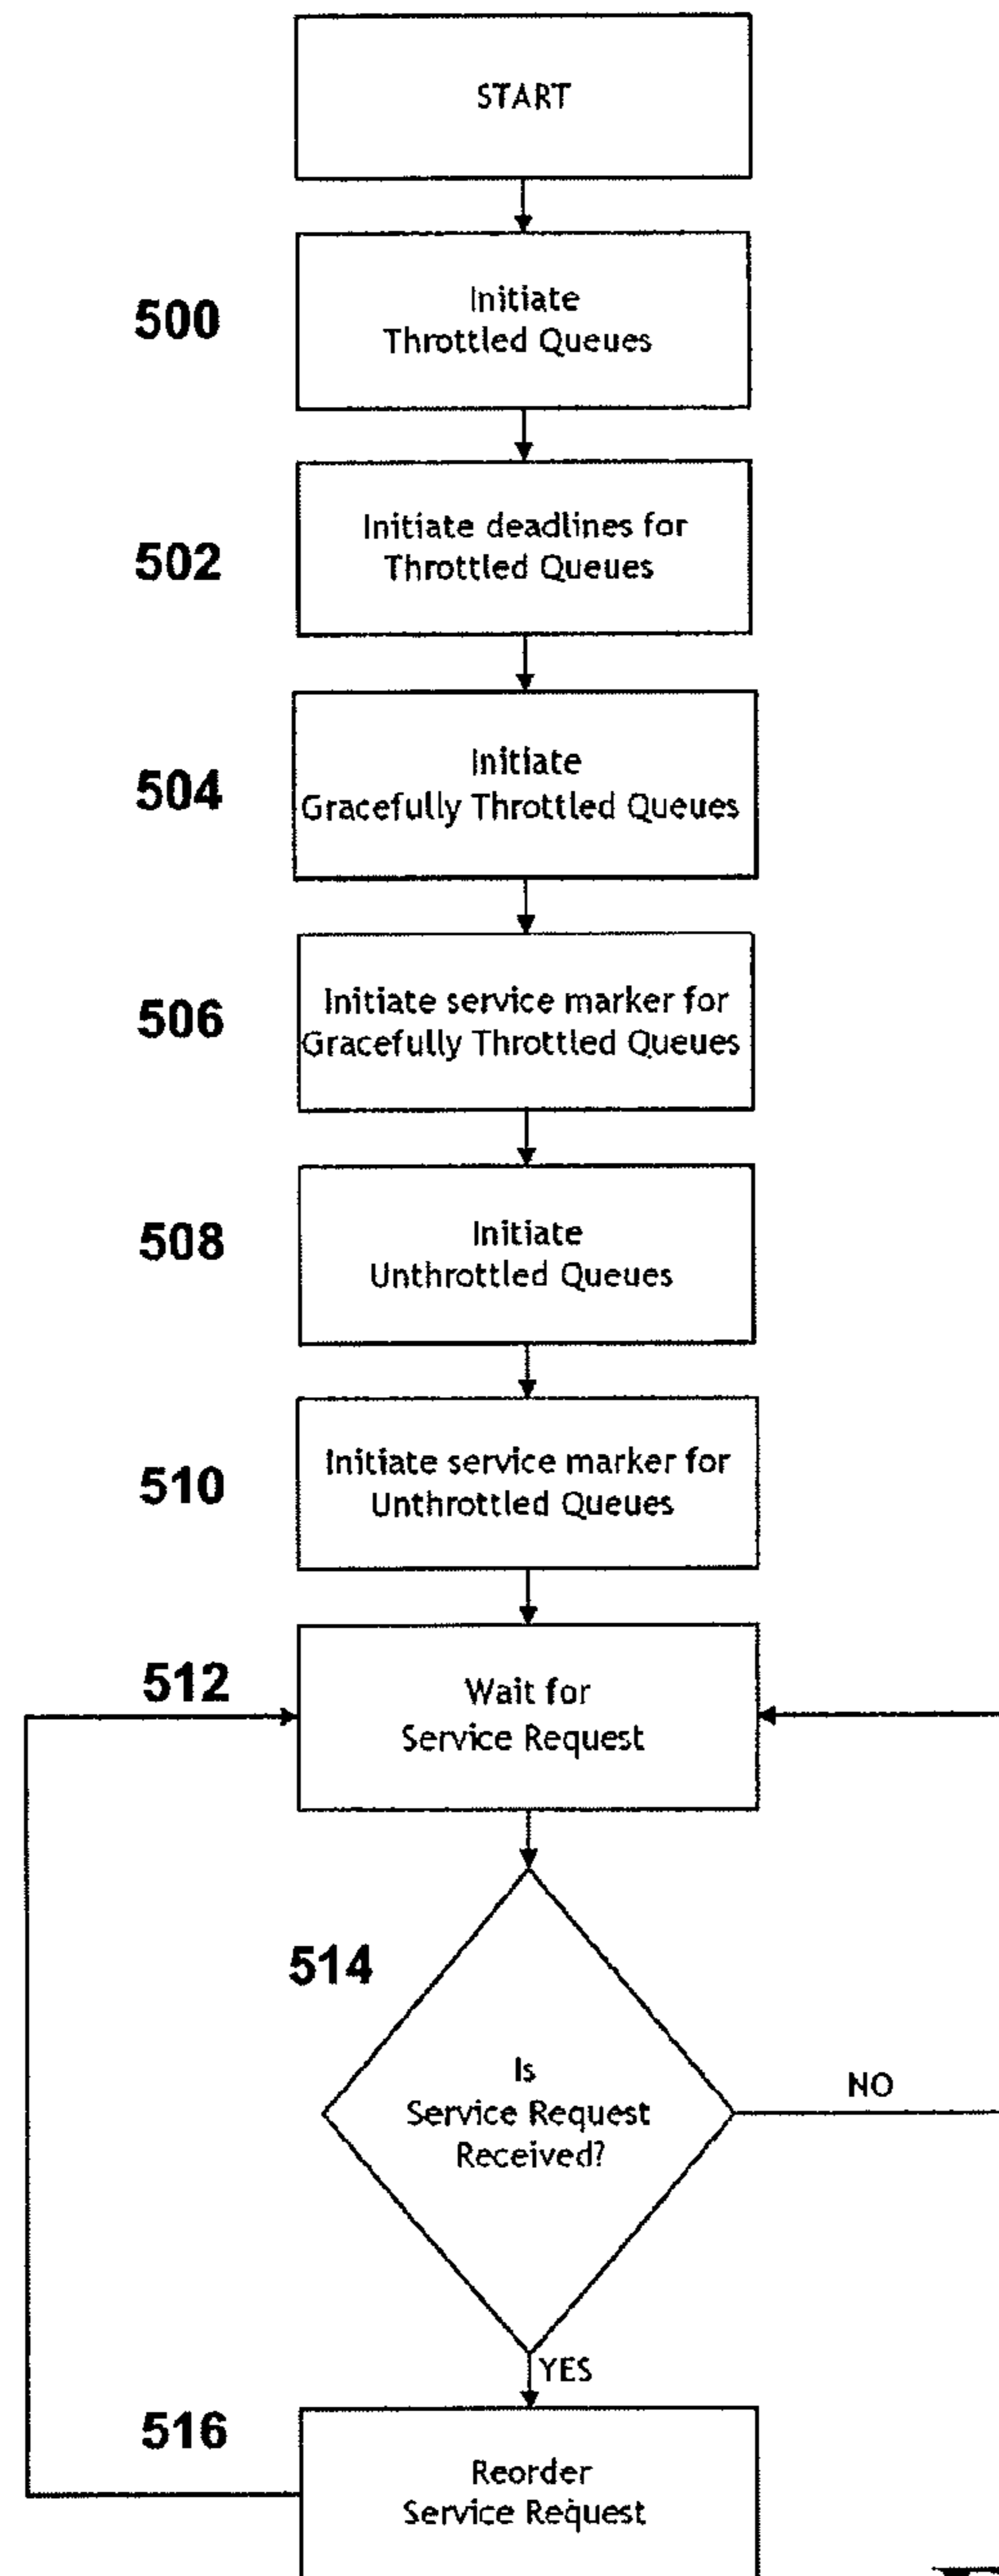 START
500
Initiate
Throttled Queues
502
Initiate deadlines for
Throttled Queues
504
Initiate
Gracefully Throttled Queues
506
Initiate service marker for
Gracefully Throttled Queues
508
Initiate
Unthrottled Queues
510
Initiate service marker for
Unthrottled Queues
512
Wait for
Service Request
514
Is
Service Request
Received?
NO
YES
516
Reorder
Service Request